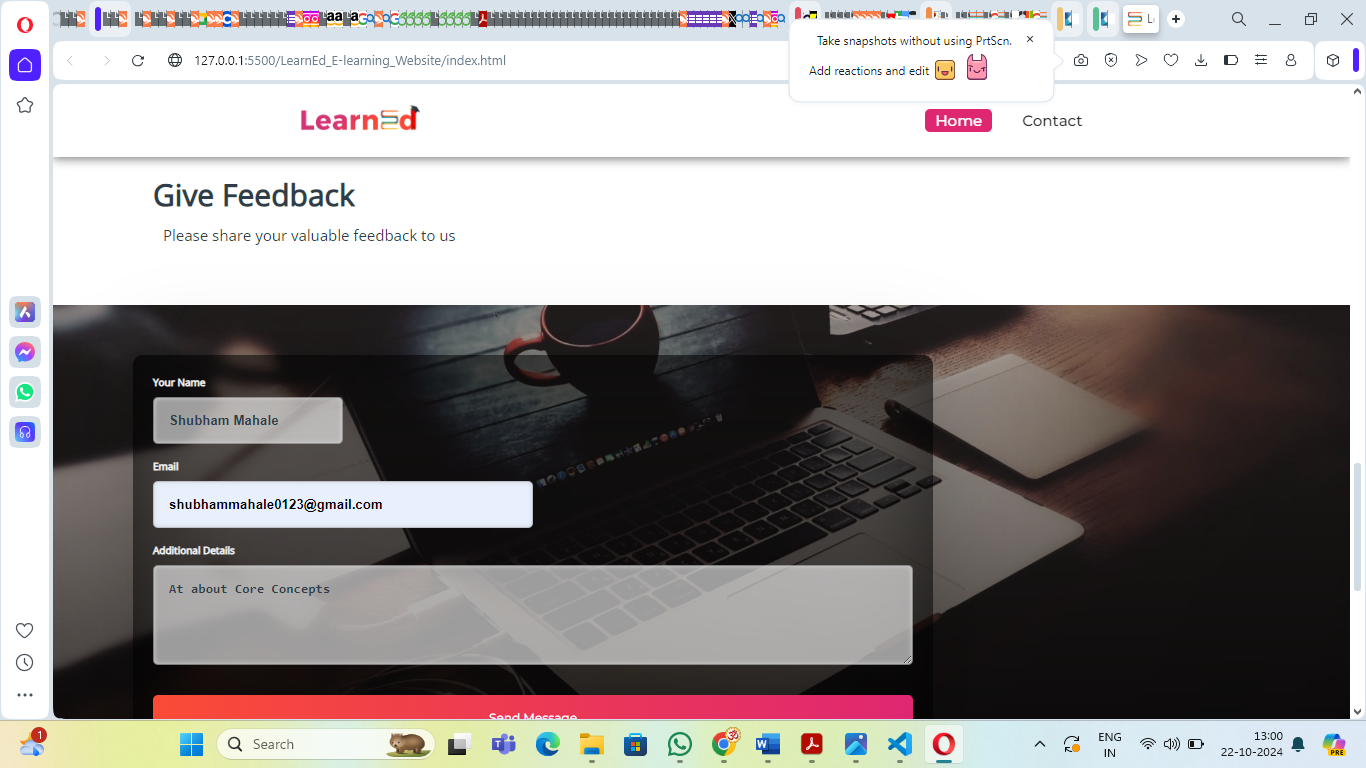 Take snapshots without using PrtScn.
Add reactions and edit
127.0.0.1:5500/LearnEd_E-learning_Website/index.html
LearnEd
Home
Contact
Give Feedback
Please share your valuable feedback to us
Your Name
Shubham Mahale
Email
shubhammahale0123@gmail.com
Additional Details
At about Core Concepts
Send Message
1
Search
ENG
IN
13:00
22-10-2024
PRE